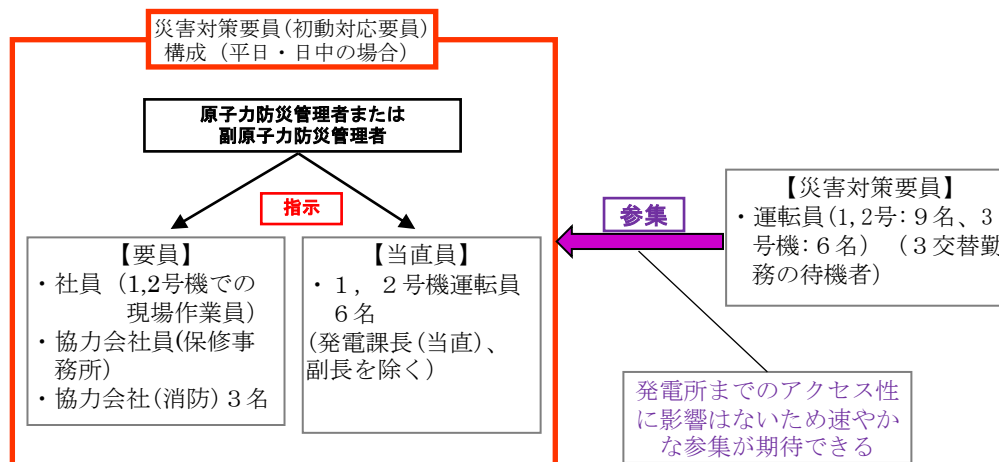 災害対策要員(初動対応要員)
構成（平日・日中の場合）
原子力防災管理者または
副原子力防災管理者
指示
【要員】
・社員（1,2号機での
現場作業員）
・協力会社員(保修事
務所)
・協力会社(消防)３名
【当直員】
・１，２号機運転員
６名
(発電課長(当直)、
副長を除く)
参集
【災害対策要員】
・運転員(1,2号:９名、3
号機:６名）（３交替勤
務の待機者）
発電所までのアクセス性
に影響はないため速やか
な参集が期待できる